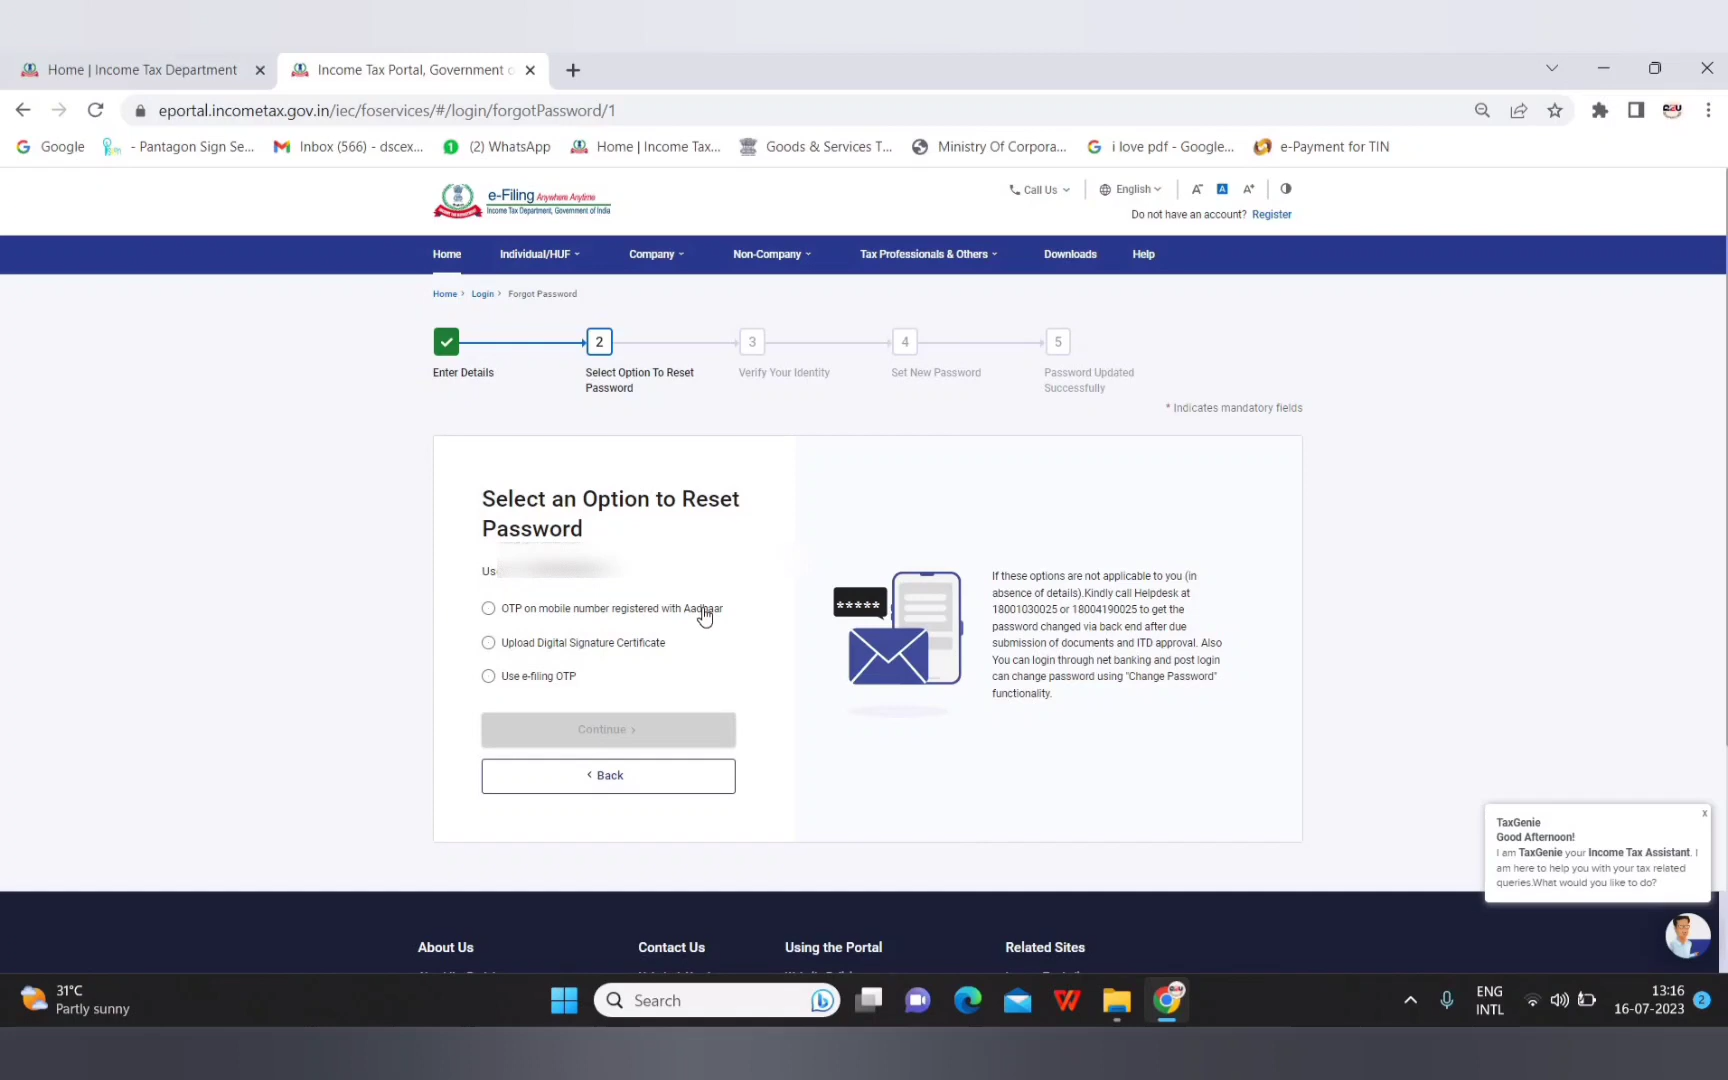 Home | Income Tax Department
Income Tax Portal, Government o
eportal.incometax.gov.in/iec/foservices/#/login/forgotPassword/1
Google
- Pantagon Sign Se...
Inbox (566) - dscex...
(2) WhatsApp
Home | Income Tax...
Goods & Services T...
Ministry Of Corpora...
i love pdf - Google...
e-Payment for TIN
e-Filing Anywhere Anytime
Income Tax Department, Government of India
Call Us
English
A-
A
A+
Do not have an account? Register
Home
Individual/HUF
Company
Non-Company
Tax Professionals & Others
Downloads
Help
Home > Login > Forgot Password
2
3
4
5
Enter Details
Select Option To Reset
Password
Verify Your Identity
Set New Password
Password Updated
Successfully
* Indicates mandatory fields
Select an Option to Reset
Password
Us
OTP on mobile number registered with Aadhaar
Upload Digital Signature Certificate
Use e-filing OTP
Continue >
< Back
*****
If these options are not applicable to you (in
absence of details).Kindly call Helpdesk at
18001030025 or 18004190025 to get the
password changed via back end after due
submission of documents and ITD approval. Also
You can login through net banking and post login
can change password using "Change Password"
functionality.
x
TaxGenie
Good Afternoon!
I am TaxGenie your Income Tax Assistant. I
am here to help you with your tax related
queries.What would you like to do?
About Us
Contact Us
Using the Portal
Related Sites
31°C
Partly sunny
Search
ENG
INTL
13:16
16-07-2023
2